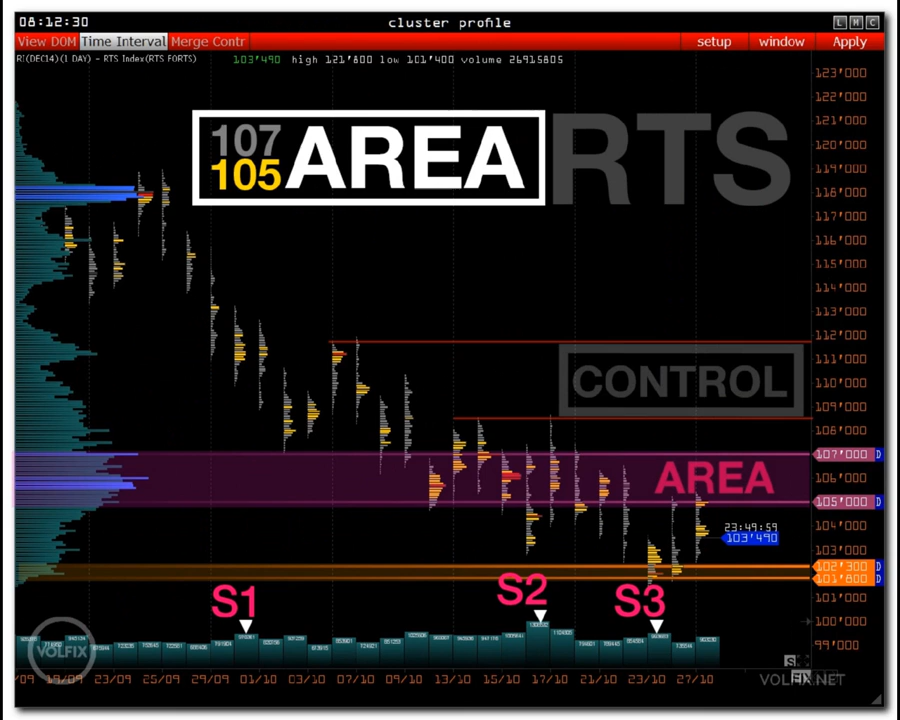 08:12:30
cluster profile
L M C
View DOM Time Interval Merge Contr
setup window Apply
RI(DEC14)(1 DAY) - RTS Index(RTS FORTS) 103'490 high 121'800 low 101'400 volume 26915805
123'000
122'000
121'000
120'000
119'000
118'000
117'000
116'000
115'000
114'000
113'000
112'000
111'000
110'000
109'000
108'000
107'000 D
106'000
105'000 D
104'000
103'000
102'300 D
101'800 D
101'000
100'000
99'000
107
105
AREA
RTS
CONTROL
AREA
23:49:59
103'490
S1
S2
S3
VOLFIX
/09 19/09 23/09 25/09 29/09 01/10 03/10 07/10 09/10 13/10 15/10 17/10 21/10 23/10 27/10
VOLFIX.NET